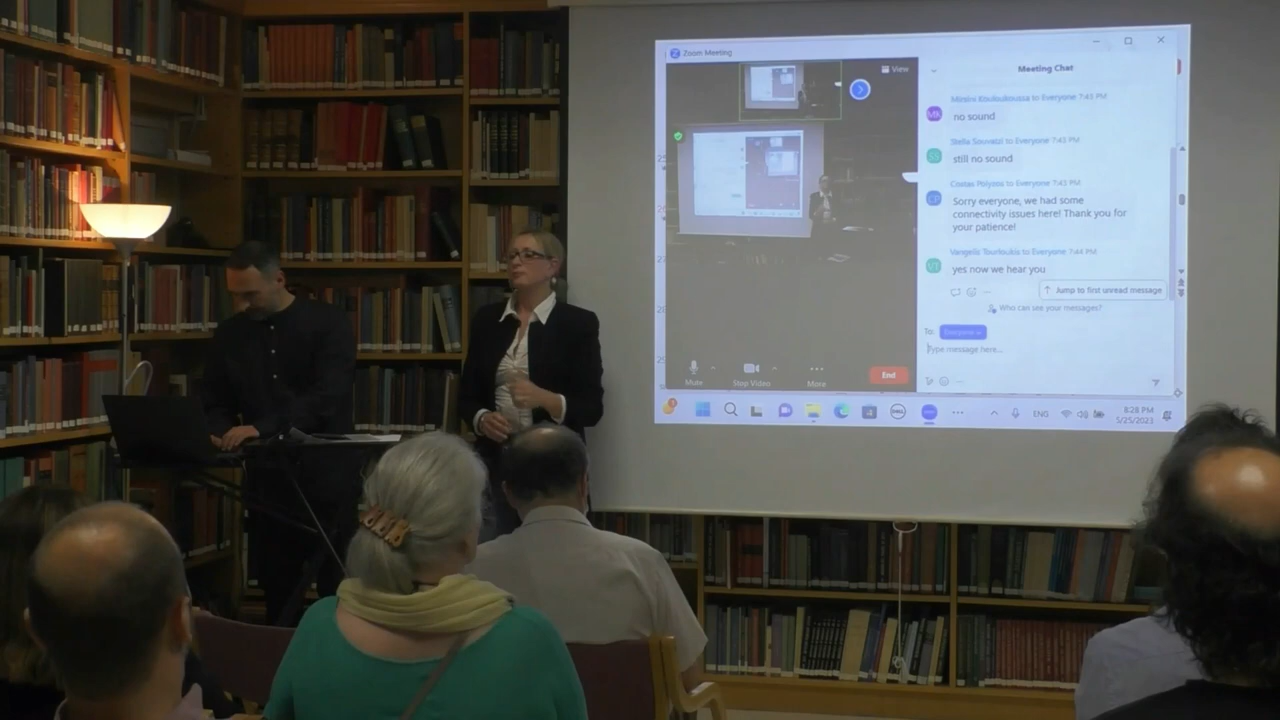 Zoom Meeting
View
Meeting Chat
to Everyone 7:43 PM
no sound
Stella Souvatzi to Everyone 7:43 PM
still no sound
Costas Polyzos to Everyone 7:43 PM
Sorry everyone, we had some
connectivity issues here! Thank you for
your patience!
Vangelis Tourloukis to Everyone 7:44 PM
yes now we hear you
Jump to first unread message
Who can see your messages?
To: Everyone
Type message here...
Mute
Stop Video
More
End
ENG
8:28 PM
5/25/2023